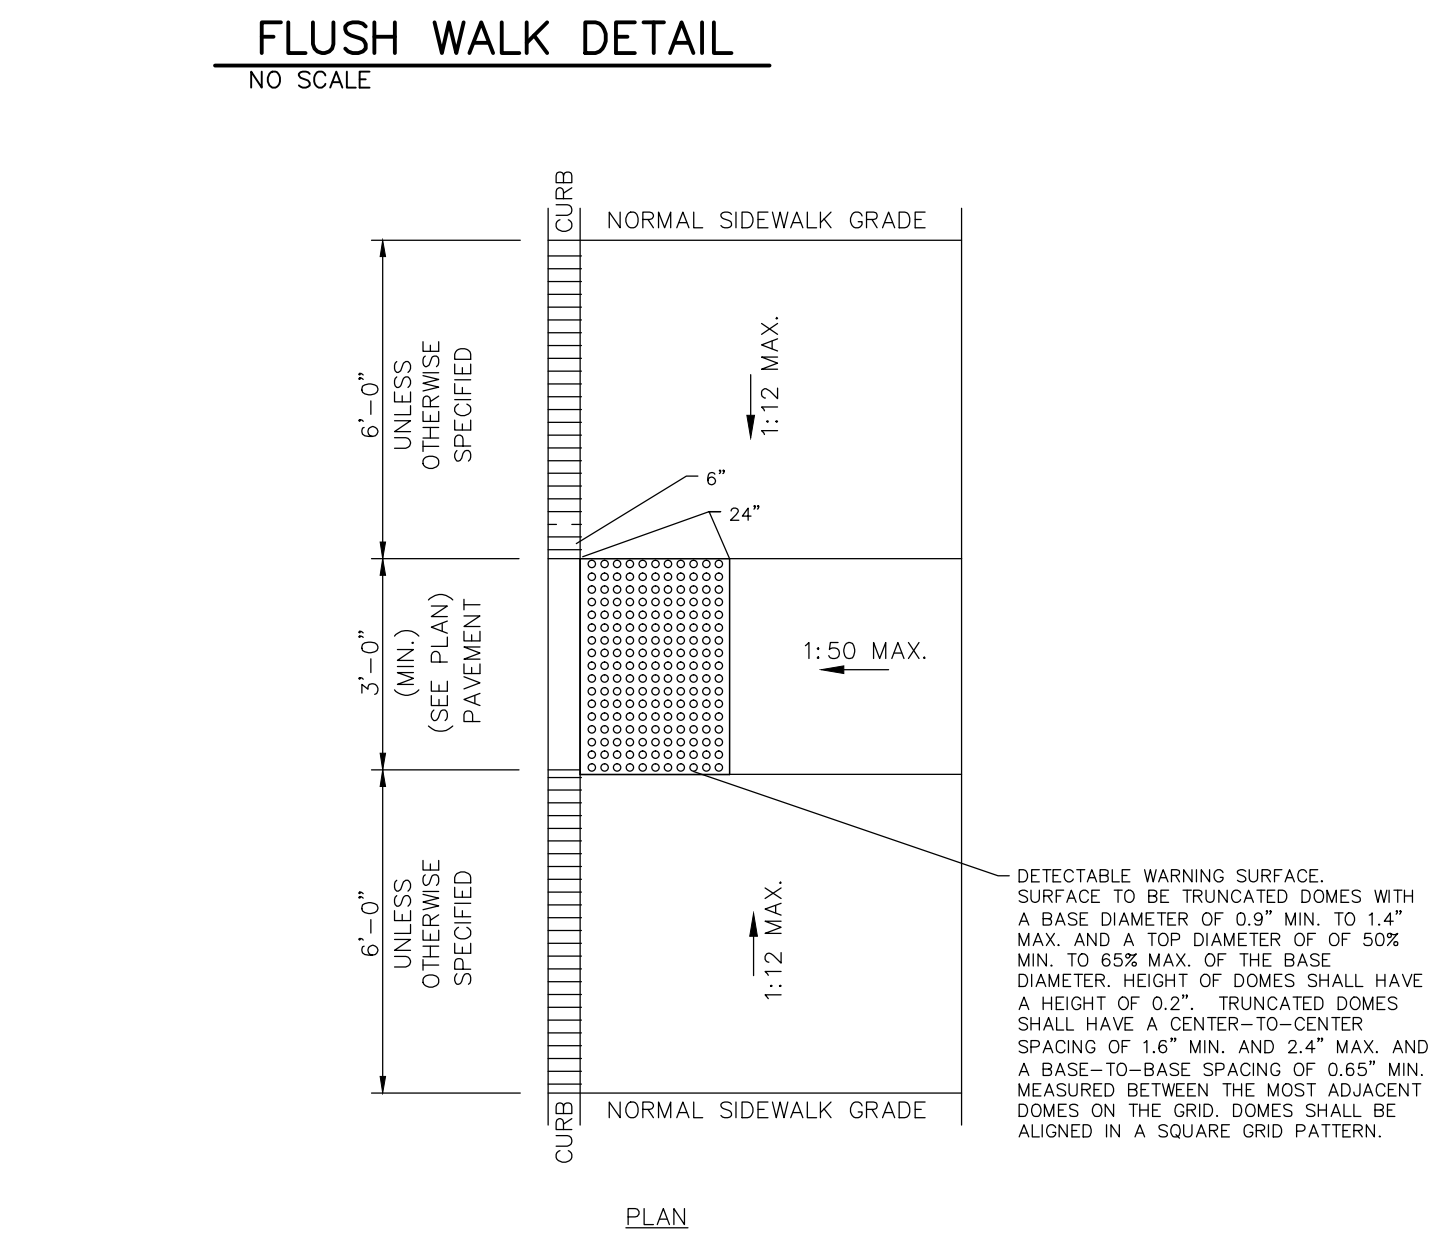 FLUSH WALK DETAIL
NO SCALE
CURB
NORMAL SIDEWALK GRADE
6'-0"
UNLESS
OTHERWISE
SPECIFIED
1:12 MAX.
6"
24"
3'-0"
(MIN.)
(SEE PLAN)
PAVEMENT
1:50 MAX.
6'-0"
UNLESS
OTHERWISE
SPECIFIED
1:12 MAX.
DETECTABLE WARNING SURFACE.
SURFACE TO BE TRUNCATED DOMES WITH
A BASE DIAMETER OF 0.9" MIN. TO 1.4"
MAX. AND A TOP DIAMETER OF OF 50%
MIN. TO 65% MAX. OF THE BASE
DIAMETER. HEIGHT OF DOMES SHALL HAVE
A HEIGHT OF 0.2". TRUNCATED DOMES
SHALL HAVE A CENTER-TO-CENTER
SPACING OF 1.6" MIN. AND 2.4" MAX. AND
A BASE-TO-BASE SPACING OF 0.65" MIN.
MEASURED BETWEEN THE MOST ADJACENT
DOMES ON THE GRID. DOMES SHALL BE
ALIGNED IN A SQUARE GRID PATTERN.
CURB
NORMAL SIDEWALK GRADE
PLAN